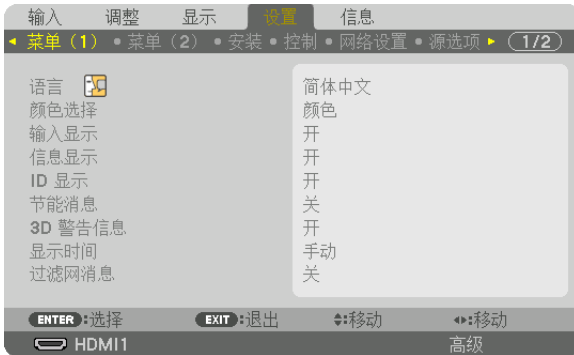 输入 调整 显示 设置 信息
◂ 菜单（1） ● 菜单（2） ● 安装 ● 控制 ● 网络设置 ● 源选项 ▸ 1/2
语言 简体中文
颜色选择 颜色
输入显示 开
信息显示 开
ID 显示 开
节能消息 关
3D 警告信息 开
显示时间 手动
过滤网消息 关
ENTER:选择 EXIT:退出 ♦:移动 ◂▸:移动
HDMI1 高级